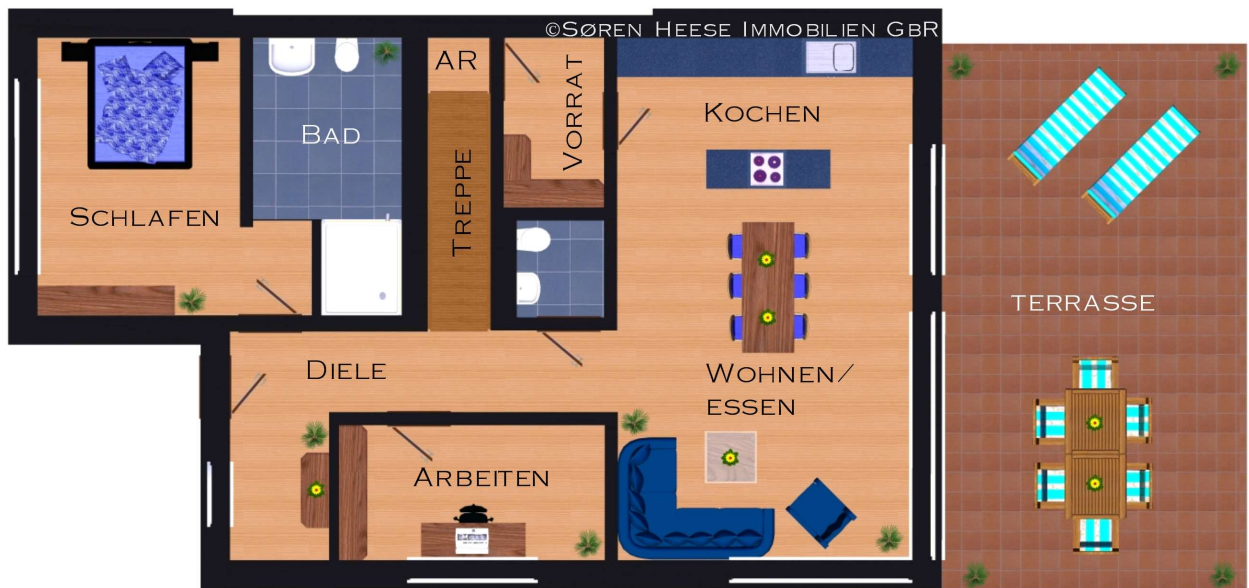 ©SØREN HEESE IMMOBILIEN GBR
AR
KOCHEN
VORRAT
BAD
TREPPE
SCHLAFEN
TERRASSE
DIELE
WOHNEN/
ESSEN
ARBEITEN